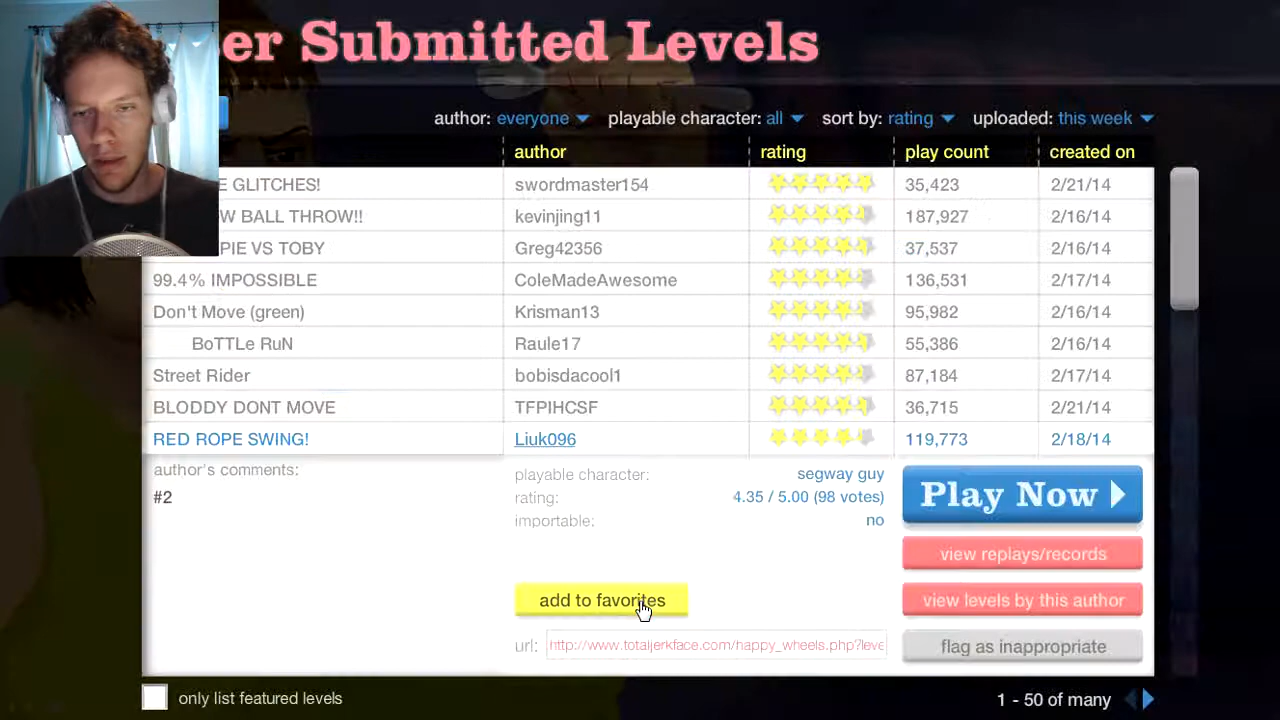 er Submitted Levels
author: everyone playable character: all sort by: rating uploaded: this week
author rating play count created on
E GLITCHES! swordmaster154 35,423 2/21/14
W BALL THROW!! kevinjing11 187,927 2/16/14
PIE VS TOBY Greg42356 37,537 2/16/14
99.4% IMPOSSIBLE ColeMadeAwesome 136,531 2/17/14
Don't Move (green) Krisman13 95,982 2/16/14
BoTTLe RuN Raule17 55,386 2/16/14
Street Rider bobisdacool1 87,184 2/17/14
BLODDY DONT MOVE TFPIHCSF 36,715 2/21/14
RED ROPE SWING! Liuk096 119,773 2/18/14
author's comments: playable character: segway guy
#2 rating: 4.35 / 5.00 (98 votes) Play Now
importable: no
view replays/records
add to favorites view levels by this author
url: http://www.totaljerkface.com/happy_wheels.php?leve flag as inappropriate
only list featured levels 1 - 50 of many